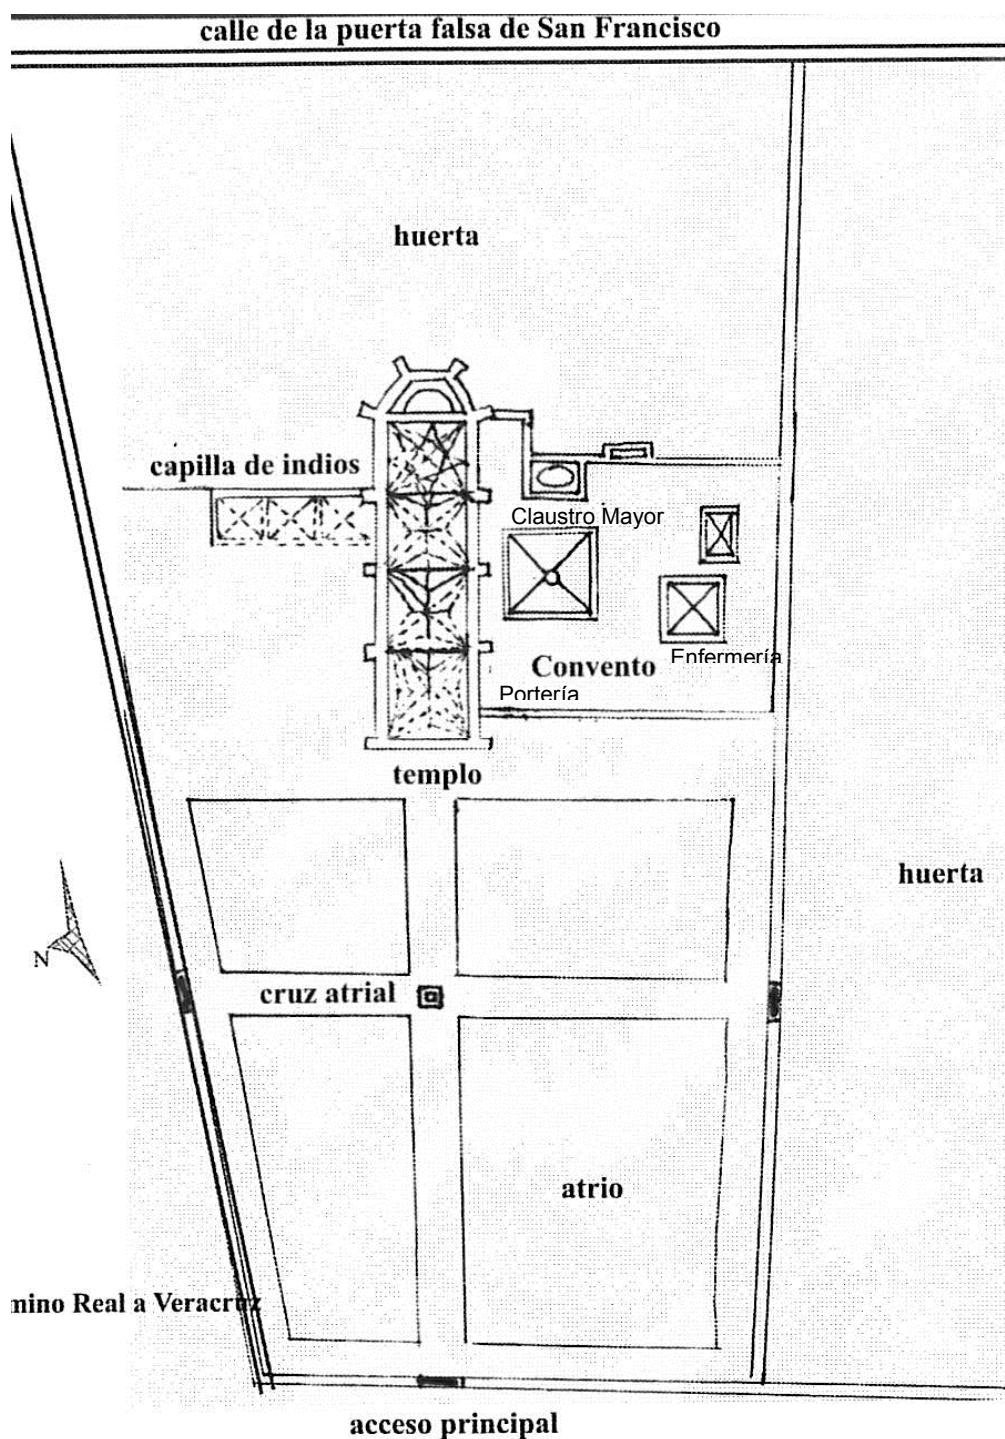 calle de la puerta falsa de San Francisco
huerta
capilla de indios
Claustro Mayor
Enfermería
Convento
Portería
templo
huerta
N
cruz atrial
atrio
mino Real a Veracruz
acceso principal